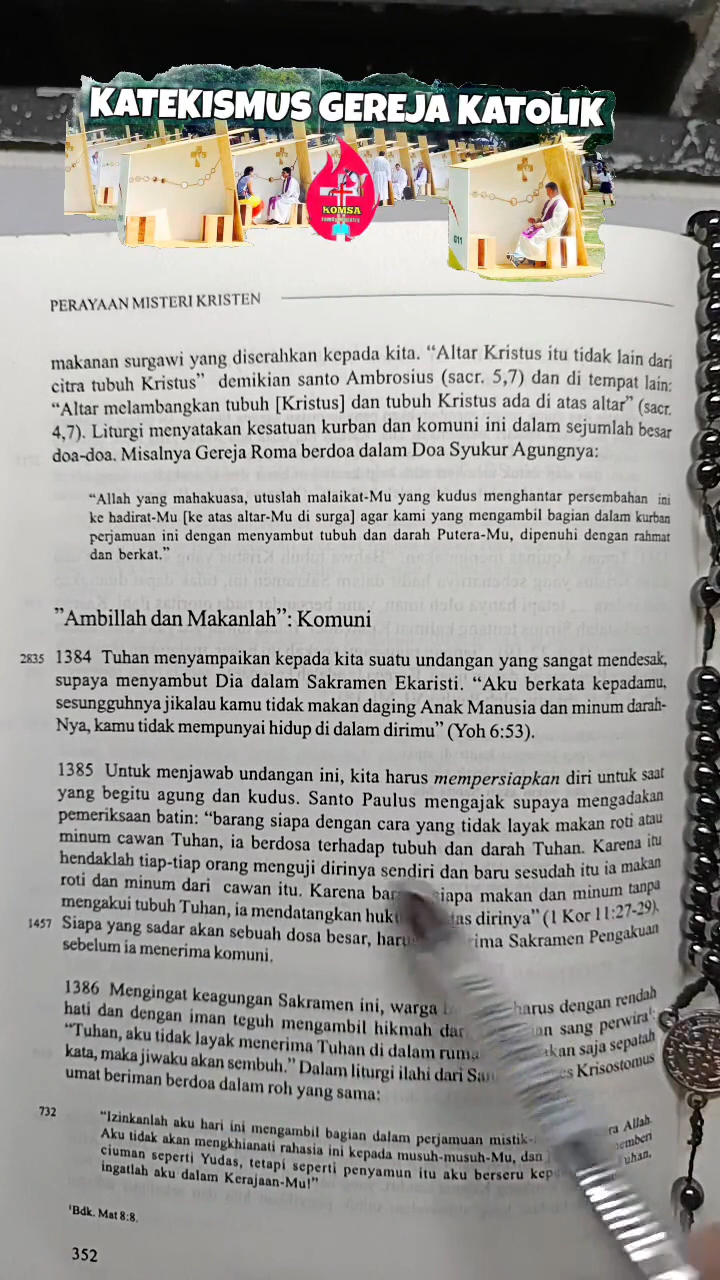 KATEKISMUS GEREJA KATOLIK
KOMSA
011
PERAYAAN MISTERI KRISTEN
makanan surgawi yang diserahkan kepada kita. “Altar Kristus itu tidak lain dari
citra tubuh Kristus” demikian santo Ambrosius (sacr. 5,7) dan di tempat lain:
“Altar melambangkan tubuh [Kristus] dan tubuh Kristus ada di atas altar” (sacr.
4,7). Liturgi menyatakan kesatuan kurban dan komuni ini dalam sejumlah besar
doa-doa. Misalnya Gereja Roma berdoa dalam Doa Syukur Agungnya:
“Allah yang mahakuasa, utuslah malaikat-Mu yang kudus menghantar persembahan ini
ke hadirat-Mu [ke atas altar-Mu di surga] agar kami yang mengambil bagian dalam kurban
perjamuan ini dengan menyambut tubuh dan darah Putera-Mu, dipenuhi dengan rahmat
dan berkat.”
”Ambillah dan Makanlah”: Komuni
2835 1384 Tuhan menyampaikan kepada kita suatu undangan yang sangat mendesak,
supaya menyambut Dia dalam Sakramen Ekaristi. “Aku berkata kepadamu,
sesungguhnya jikalau kamu tidak makan daging Anak Manusia dan minum darah-
Nya, kamu tidak mempunyai hidup di dalam dirimu” (Yoh 6:53).
1385 Untuk menjawab undangan ini, kita harus mempersiapkan diri untuk saat
yang begitu agung dan kudus. Santo Paulus mengajak supaya mengadakan
pemeriksaan batin: “barang siapa dengan cara yang tidak layak makan roti atau
minum cawan Tuhan, ia berdosa terhadap tubuh dan darah Tuhan. Karena itu
hendaklah tiap-tiap orang menguji dirinya sendiri dan baru sesudah itu ia makan
roti dan minum dari cawan itu. Karena siapa makan dan minum tanpa
mengakui tubuh Tuhan, ia mendatangkan dirinya” (1 Kor 11:27-29).
1457 Siapa yang sadar akan sebuah dosa besar, Sakramen Pengakuan
sebelum ia menerima komuni.
1386 Mengingat keagungan Sakramen ini, warga harus dengan rendah
hati dan dengan iman teguh mengambil hikmah sang perwira¹:
“Tuhan, aku tidak layak menerima Tuhan di dalam saja sepatah
kata, maka jiwaku akan sembuh.” Dalam liturgi ilahi dari Krisostomus
umat beriman berdoa dalam roh yang sama:
732 “Izinkanlah aku hari ini mengambil bagian dalam perjamuan Allah.
Aku tidak akan mengkhianati rahasia ini kepada musuh-musuh-Mu, dan
ciuman seperti Yudas, tetapi seperti penyamun itu aku berseru
ingatlah aku dalam Kerajaan-Mu!”
¹Bdk. Mat 8:8.
352